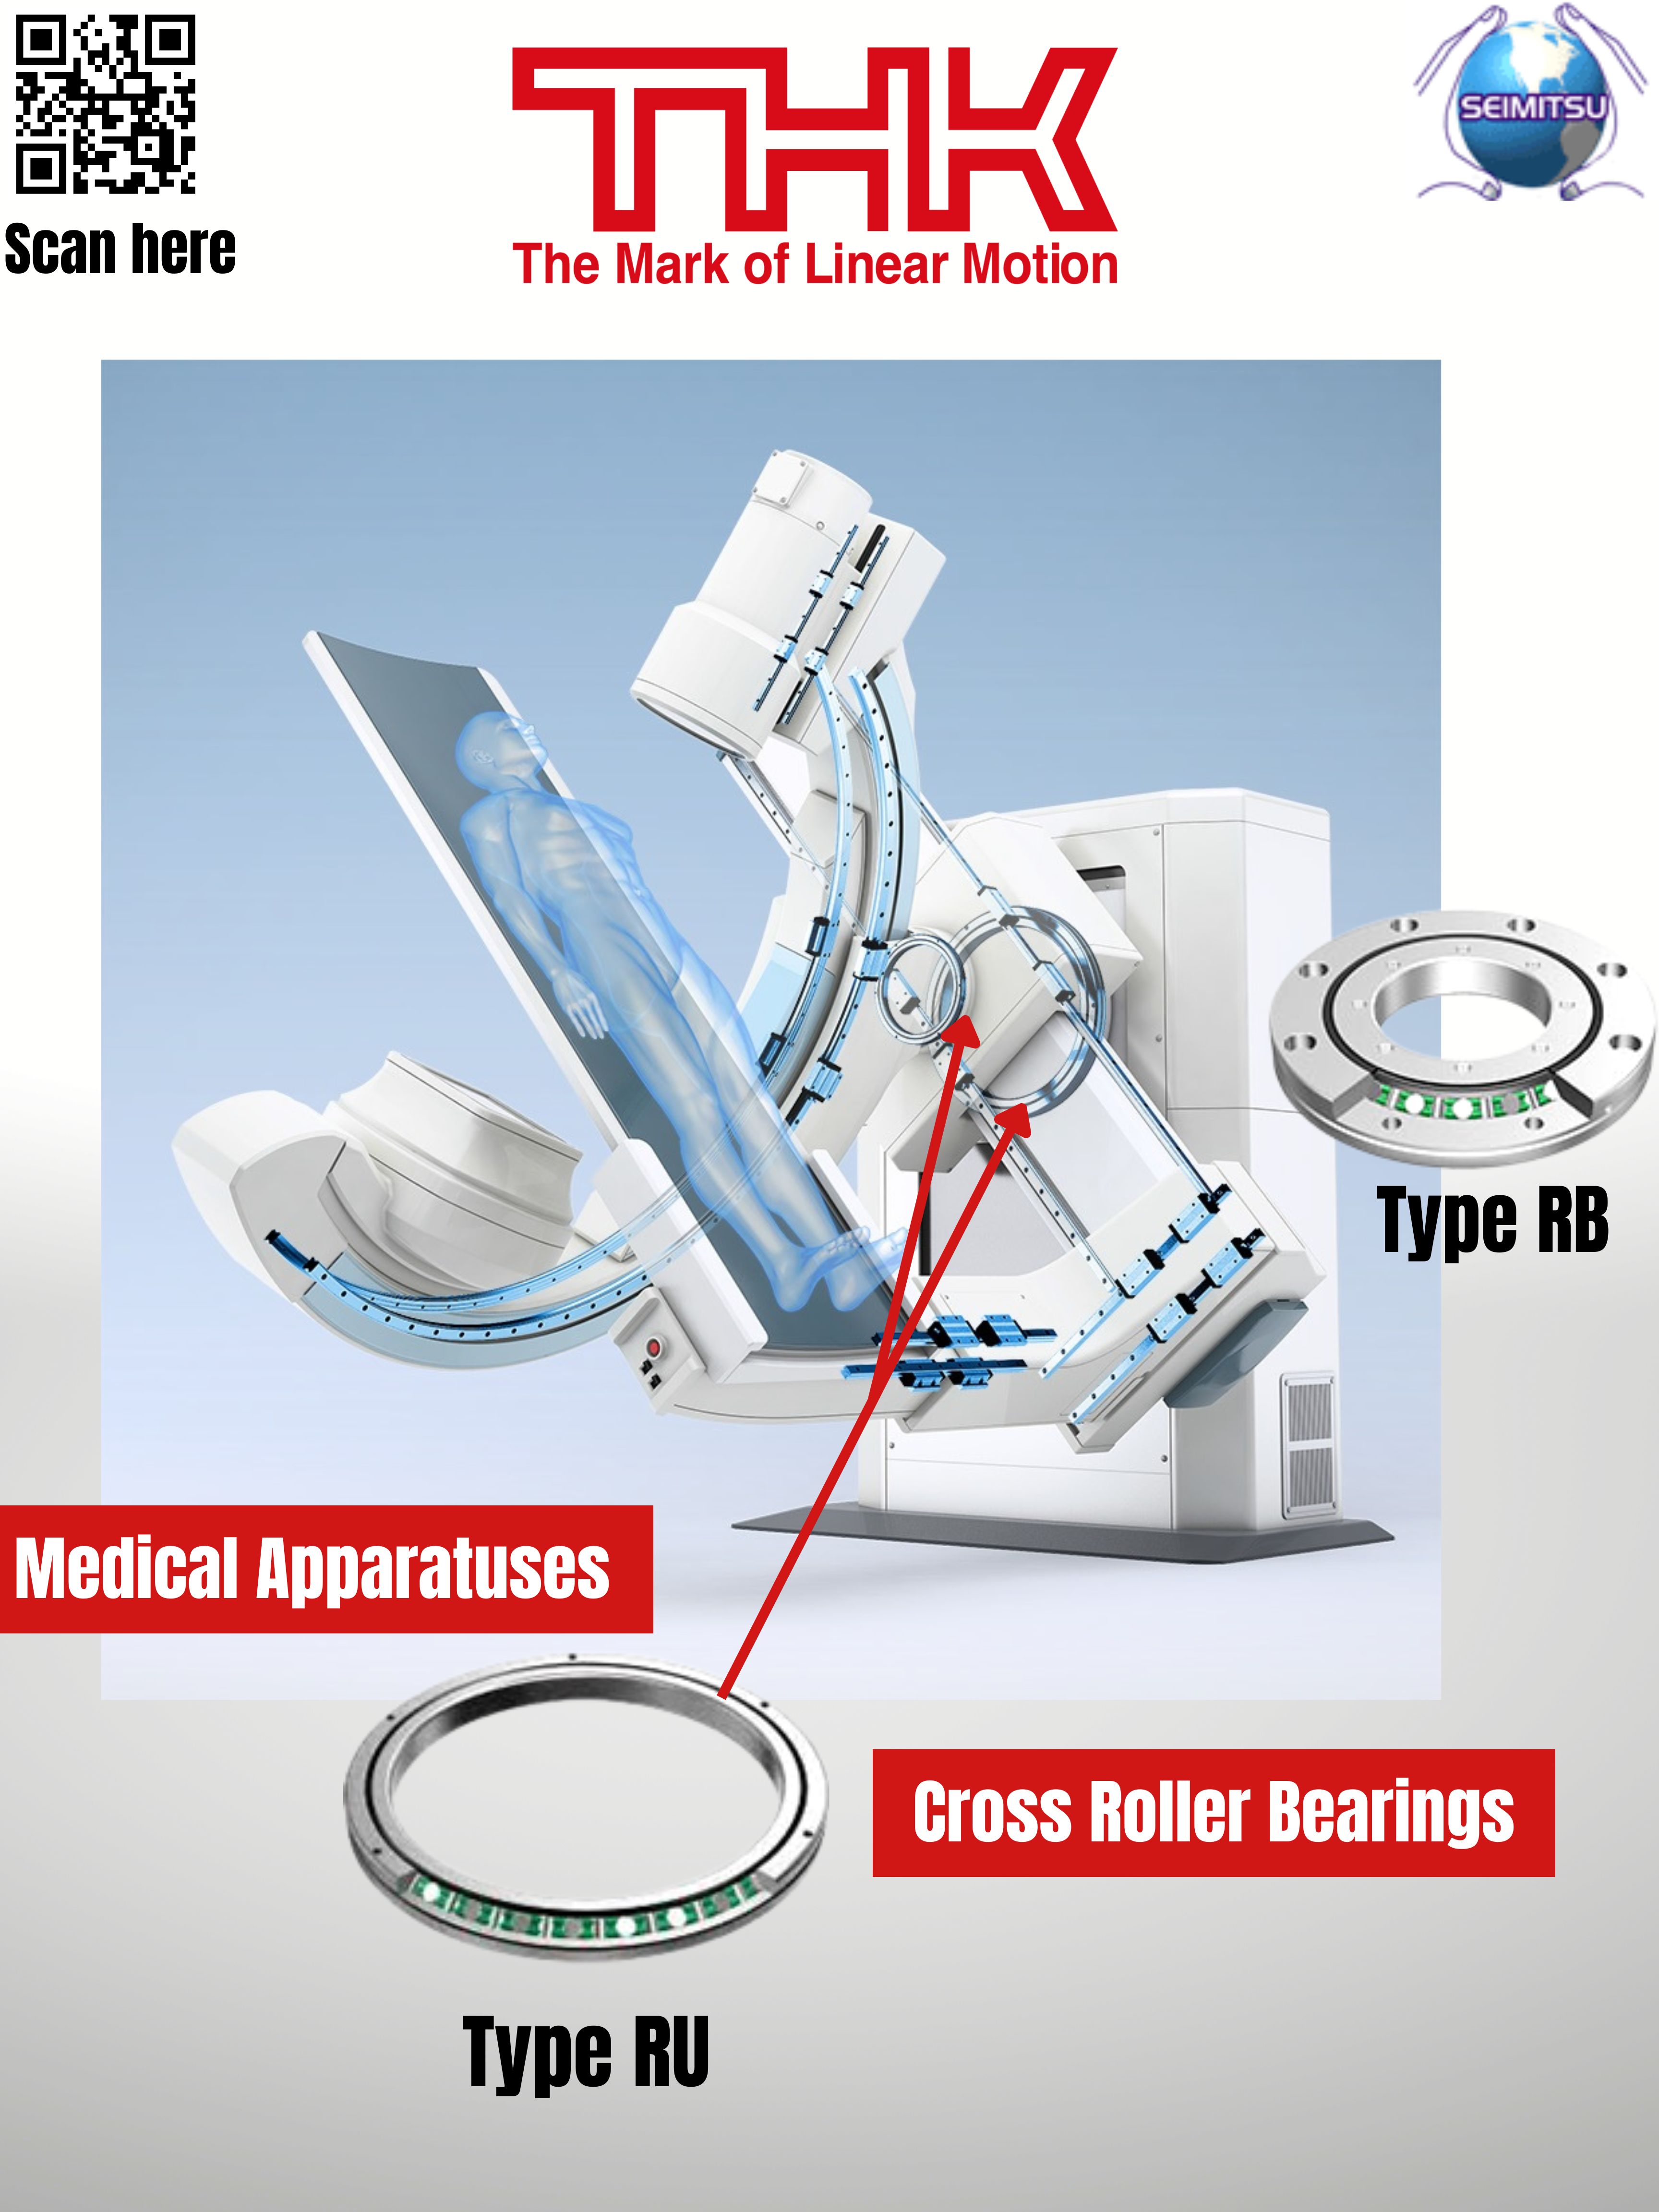 Scan here
THK
The Mark of Linear Motion
SEIMITSU
Type RB
Medical Apparatuses
Cross Roller Bearings
Type RU